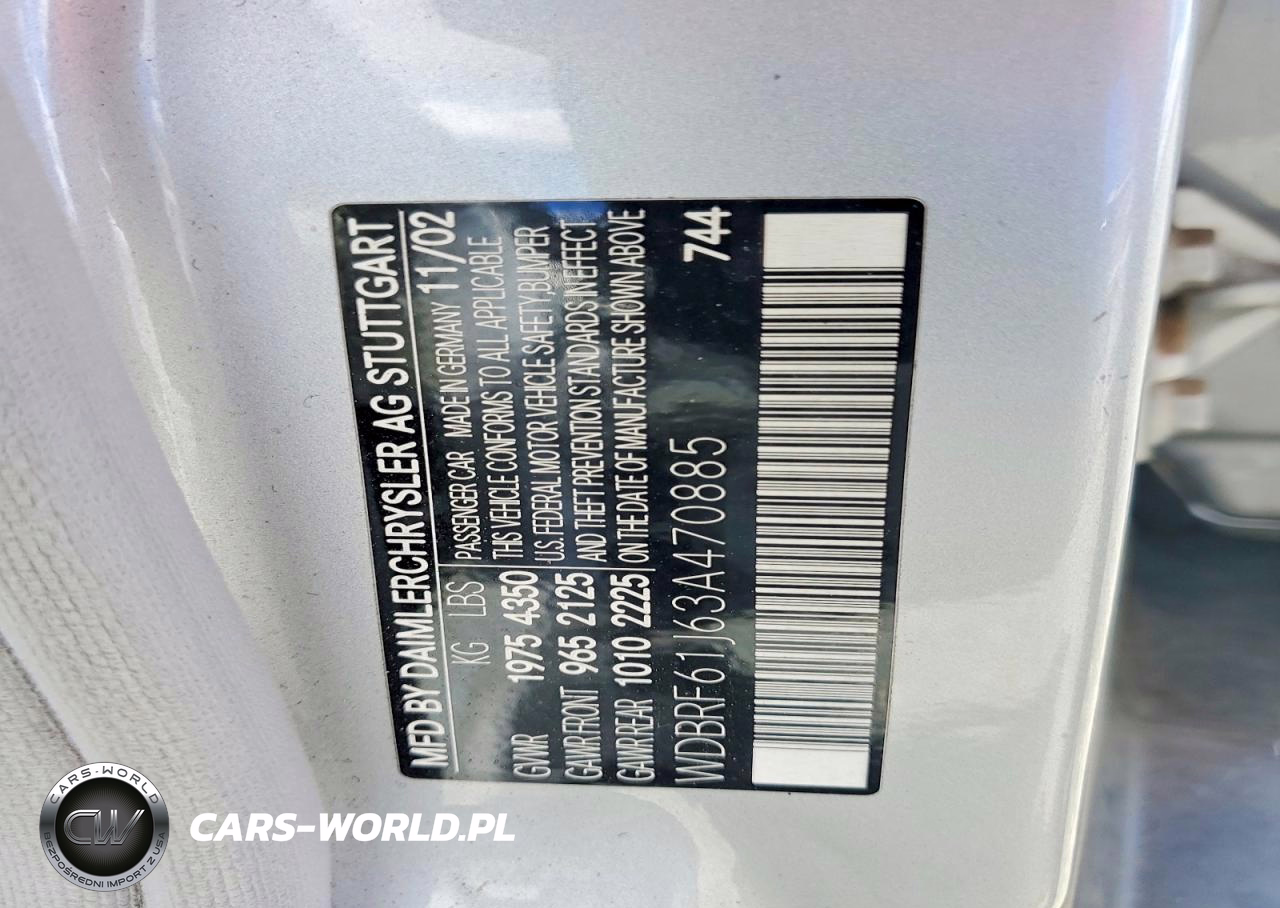 MFD BY DAIMLERCHRYSLER AG STUTTGART
KG LBS PASSENGER CAR MADE IN GERMANY 11/02
GVWR 1975 4350 THIS VEHICLE CONFORMS TO ALL APPLICABLE
U.S. FEDERAL MOTOR VEHICLE SAFETY, BUMPER
GAWR FRONT 965 2125 AND THEFT PREVENTION STANDARDS IN EFFECT
GAWR REAR 1010 2225 ON THE DATE OF MANUFACTURE SHOWN ABOVE
WDBRF61J63A470885 744
CARS-WORLD
CW
BEZPOŚREDNI IMPORT Z USA
CARS-WORLD.PL